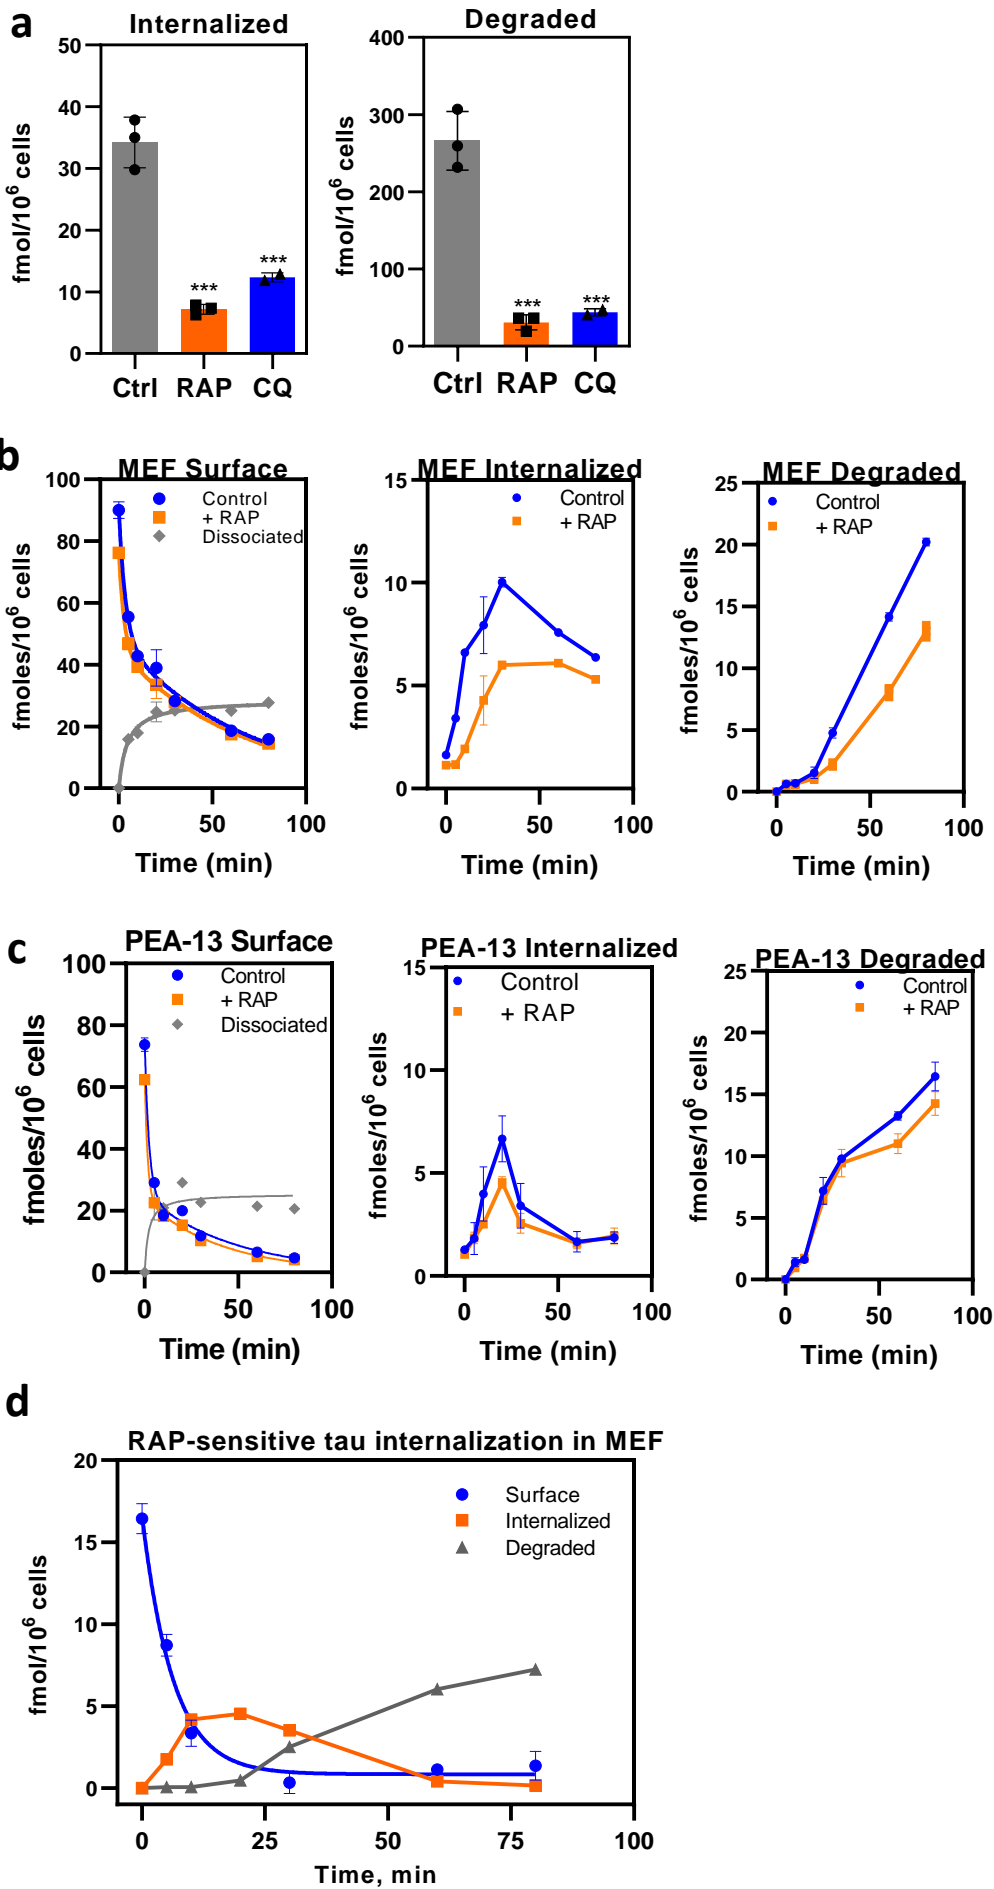 a
Internalized
Degraded
50
40
30
20
10
0
fmol/10⁶ cells
***
***
Ctrl RAP CQ
400
300
200
100
0
fmol/10⁶ cells
***
***
Ctrl RAP CQ
b
MEF Surface
100
80
60
40
20
0
fmoles/10⁶ cells
Control
+ RAP
Dissociated
0 50 100
Time (min)
MEF Internalized
15
10
5
0
fmoles/10⁶ cells
Control
+ RAP
0 50 100
Time (min)
MEF Degraded
25
20
15
10
5
0
fmoles/10⁶ cells
Control
+ RAP
0 50 100
Time (min)
c
PEA-13 Surface
100
80
60
40
20
0
fmoles/10⁶ cells
Control
+ RAP
Dissociated
0 50 100
Time (min)
PEA-13 Internalized
15
10
5
0
fmoles/10⁶ cells
Control
+ RAP
0 50 100
Time (min)
PEA-13 Degraded
25
20
15
10
5
0
fmoles/10⁶ cells
Control
+ RAP
0 50 100
Time (min)
d
RAP-sensitive tau internalization in MEF
20
15
10
5
0
fmol/10⁶ cells
Surface
Internalized
Degraded
0 25 50 75 100
Time, min